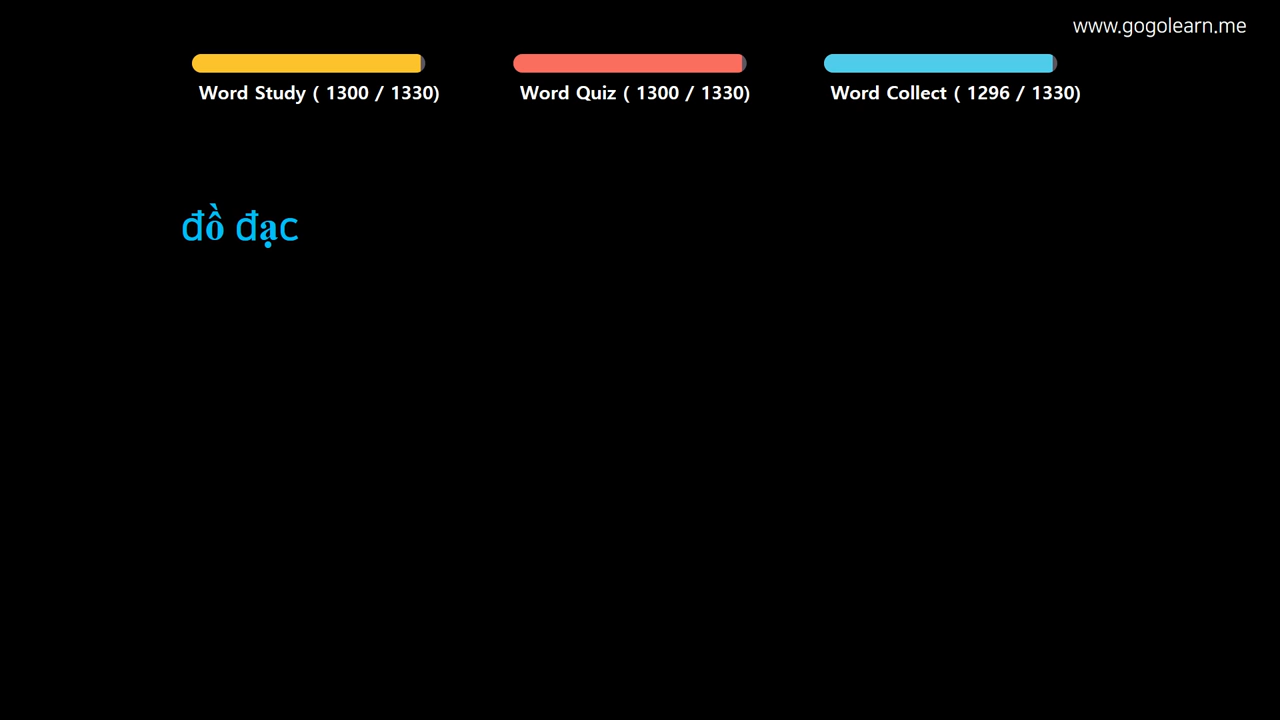 www.gogolearn.me
Word Study ( 1300 / 1330)
Word Quiz ( 1300 / 1330)
Word Collect ( 1296 / 1330)
đồ đạc